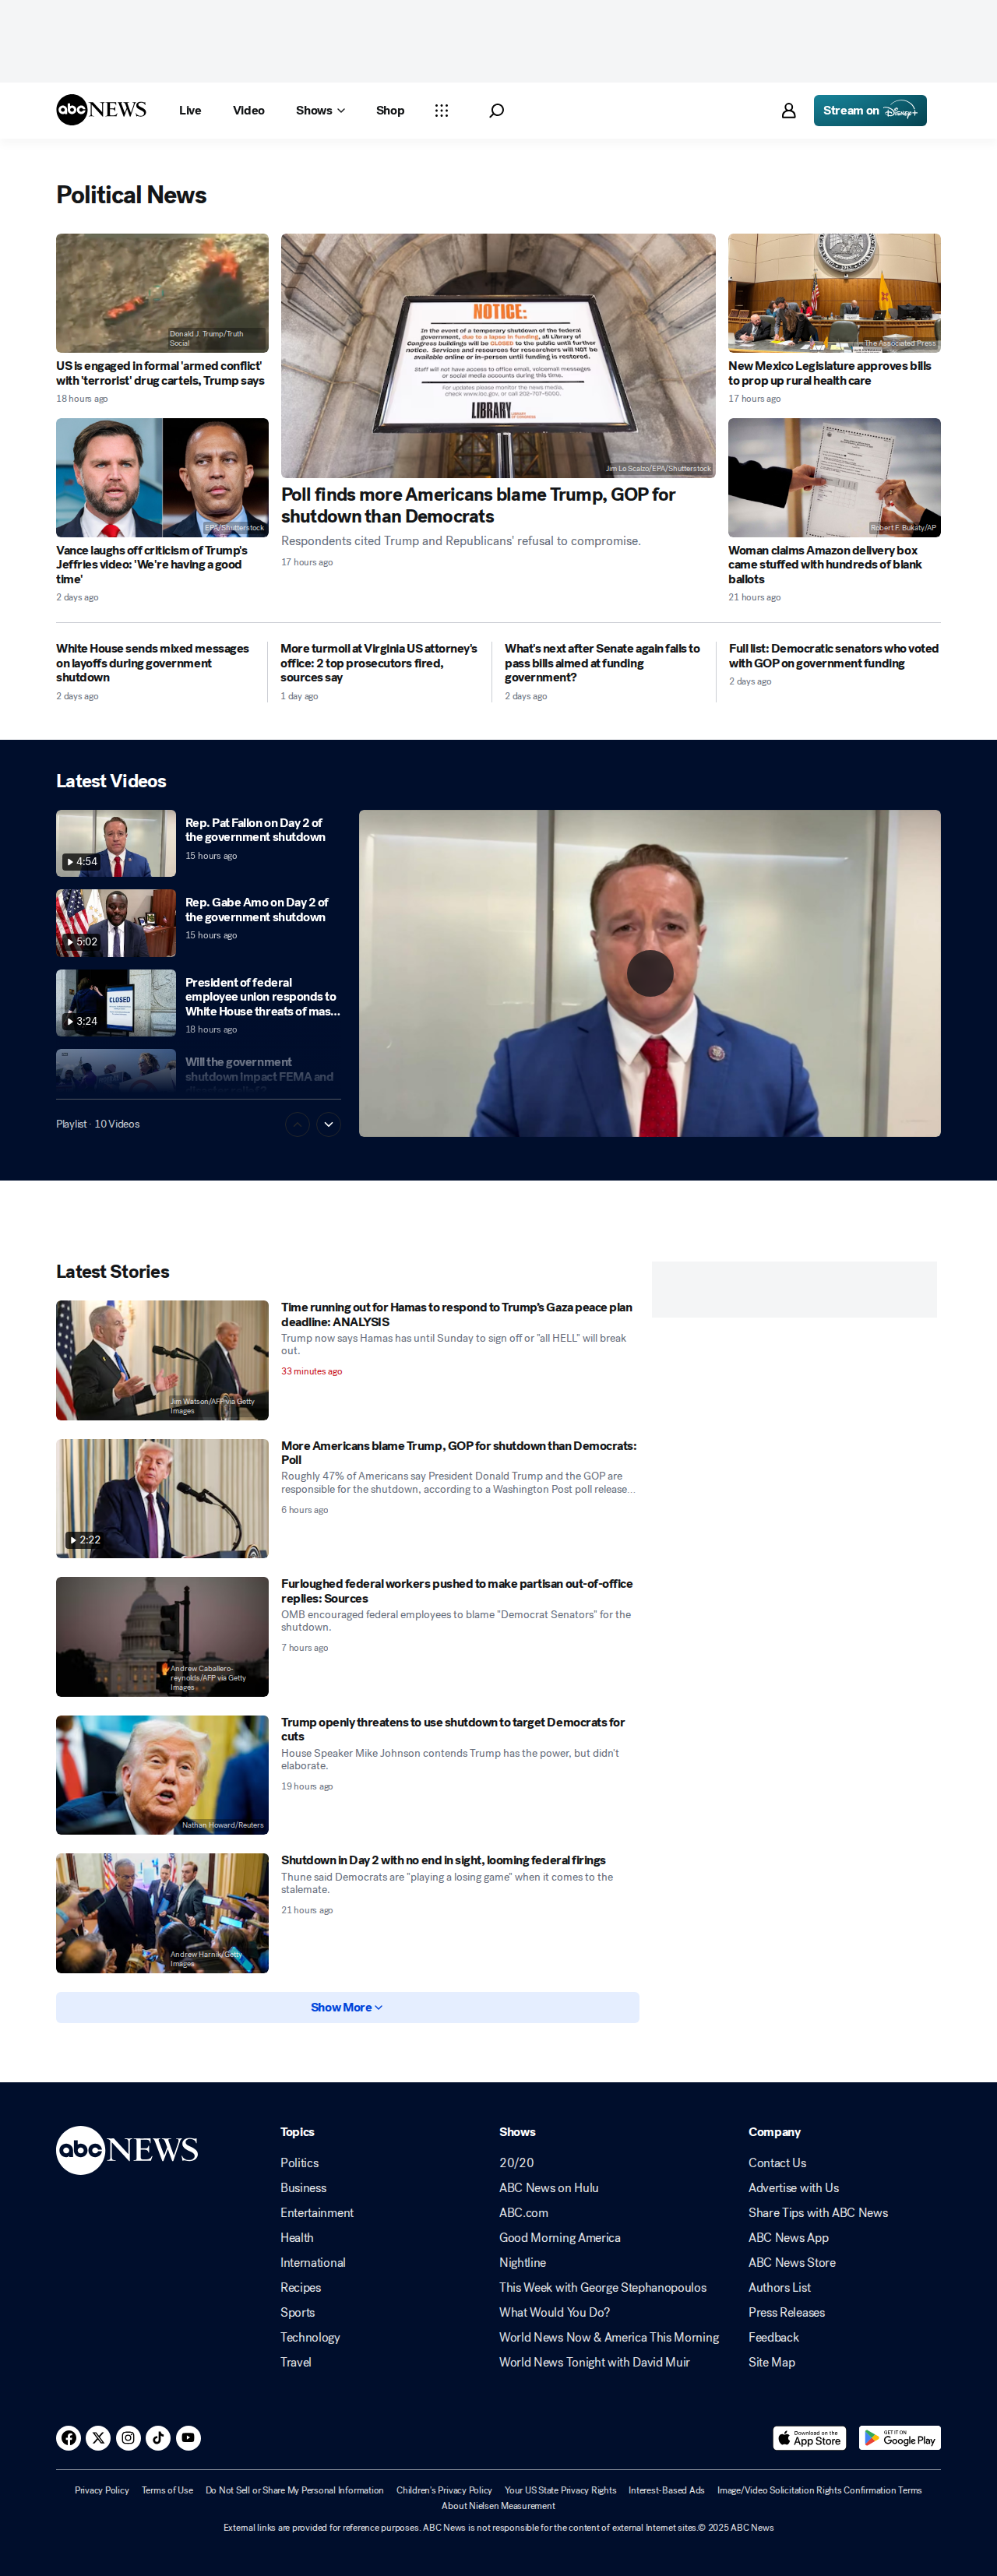 abc NEWS
Live
Video
Shows
Shop
Stream on Disney+
Political News
Donald J. Trump/Truth
Social
US is engaged in formal 'armed conflict'
with 'terrorist' drug cartels, Trump says
18 hours ago
EPA/Shutterstock
Vance laughs off criticism of Trump's
Jeffries video: 'We're having a good
time'
2 days ago
NOTICE:
In the event of a temporary shutdown of the federal
government, due to a lapse in funding, all Library of
Congress buildings will be CLOSED to the public until further
notice. Services and resources for researchers will NOT be
available online or in-person until funding is restored.
Staff will not have access to office email, voicemail messages
or social media accounts during this time.
For updates please monitor the news media,
check www.loc.gov, or call 202-707-5000.
LIBRARY
Jim Lo Scalzo/EPA/Shutterstock
Poll finds more Americans blame Trump, GOP for
shutdown than Democrats
Respondents cited Trump and Republicans' refusal to compromise.
17 hours ago
The Associated Press
New Mexico Legislature approves bills
to prop up rural health care
17 hours ago
Robert F. Bukaty/AP
Woman claims Amazon delivery box
came stuffed with hundreds of blank
ballots
21 hours ago
White House sends mixed messages
on layoffs during government
shutdown
2 days ago
More turmoil at Virginia US attorney's
office: 2 top prosecutors fired,
sources say
1 day ago
What's next after Senate again fails to
pass bills aimed at funding
government?
2 days ago
Full list: Democratic senators who voted
with GOP on government funding
2 days ago
Latest Videos
4:54
Rep. Pat Fallon on Day 2 of
the government shutdown
15 hours ago
5:02
Rep. Gabe Amo on Day 2 of
the government shutdown
15 hours ago
CLOSED
3:24
President of federal
employee union responds to
White House threats of mas...
18 hours ago
Will the government
shutdown impact FEMA and
Playlist · 10 Videos
Latest Stories
Jim Watson/AFP via Getty
Images
Time running out for Hamas to respond to Trump's Gaza peace plan
deadline: ANALYSIS
Trump now says Hamas has until Sunday to sign off or "all HELL" will break
out.
33 minutes ago
2:22
More Americans blame Trump, GOP for shutdown than Democrats:
Poll
Roughly 47% of Americans say President Donald Trump and the GOP are
responsible for the shutdown, according to a Washington Post poll release...
6 hours ago
Andrew Caballero-
reynolds/AFP via Getty
Images
Furloughed federal workers pushed to make partisan out-of-office
replies: Sources
OMB encouraged federal employees to blame "Democrat Senators" for the
shutdown.
7 hours ago
Nathan Howard/Reuters
Trump openly threatens to use shutdown to target Democrats for
cuts
House Speaker Mike Johnson contends Trump has the power, but didn't
elaborate.
19 hours ago
Andrew Harnik/Getty
Images
Shutdown in Day 2 with no end in sight, looming federal firings
Thune said Democrats are "playing a losing game" when it comes to the
stalemate.
21 hours ago
Show More
abc NEWS
Topics
Politics
Business
Entertainment
Health
International
Recipes
Sports
Technology
Travel
Shows
20/20
ABC News on Hulu
ABC.com
Good Morning America
Nightline
This Week with George Stephanopoulos
What Would You Do?
World News Now & America This Morning
World News Tonight with David Muir
Company
Contact Us
Advertise with Us
Share Tips with ABC News
ABC News App
ABC News Store
Authors List
Press Releases
Feedback
Site Map
Download on the
App Store
GET IT ON
Google Play
Privacy Policy Terms of Use Do Not Sell or Share My Personal Information Children's Privacy Policy Your US State Privacy Rights Interest-Based Ads Image/Video Solicitation Rights Confirmation Terms
About Nielsen Measurement
External links are provided for reference purposes. ABC News is not responsible for the content of external Internet sites.© 2025 ABC News